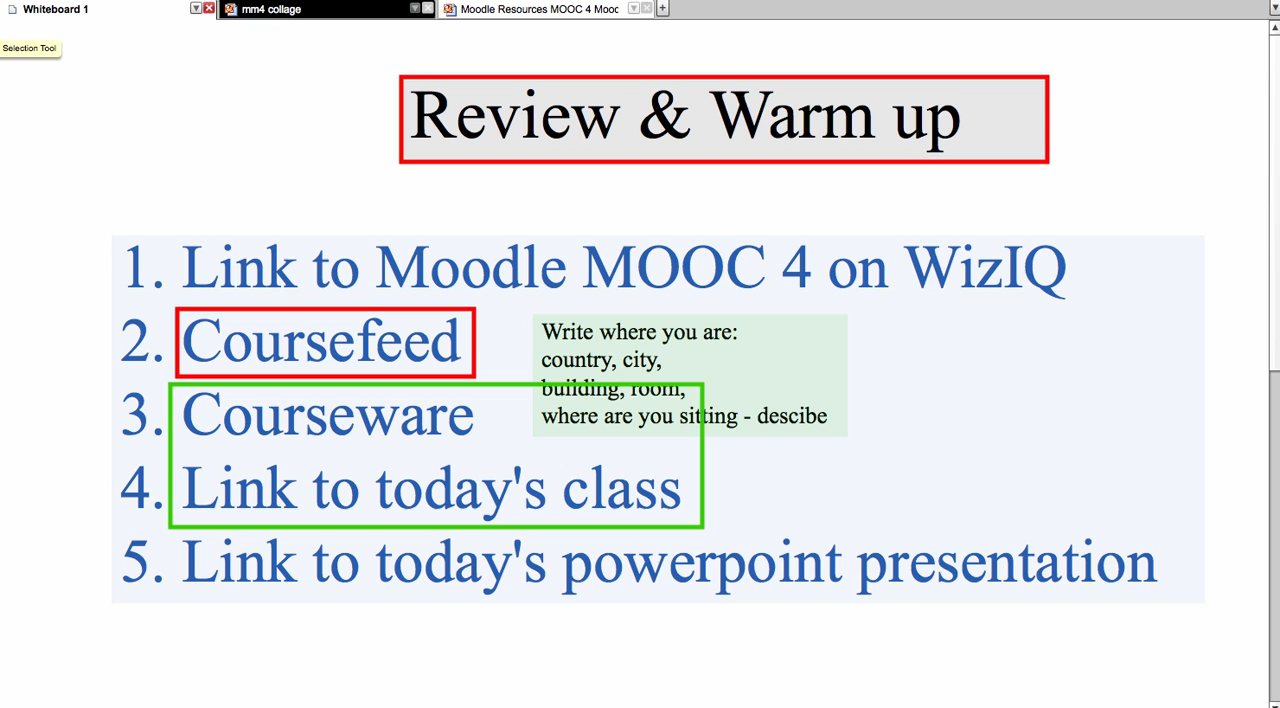 Whiteboard 1
mm4 collage
Moodle Resources MOOC 4 Mooc
Selection Tool
Review & Warm up
1. Link to Moodle MOOC 4 on WizIQ
2. Coursefeed
Write where you are:
country, city,
building, room,
where are you sitting - descibe
3. Courseware
4. Link to today's class
5. Link to today's powerpoint presentation